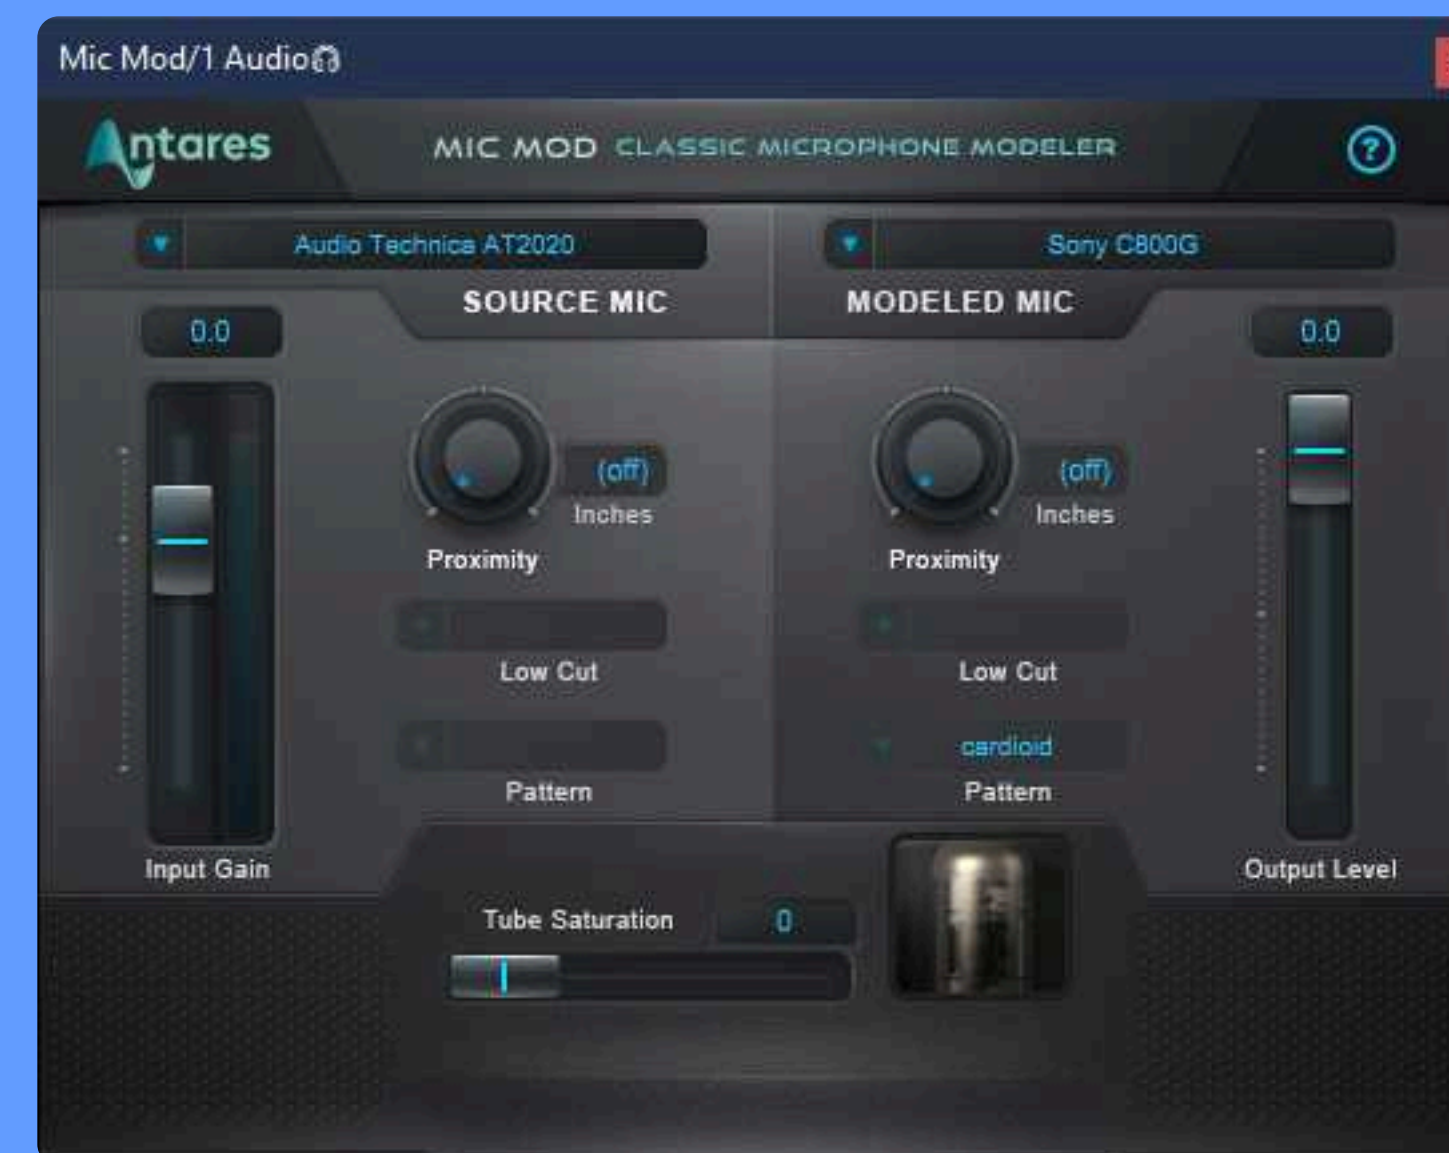 Mic Mod/1 Audio
Antares
MIC MOD CLASSIC MICROPHONE MODELER
?
Audio Technica AT2020
Sony C800G
SOURCE MIC
MODELED MIC
0.0
0.0
(off)
(off)
Inches
Inches
Proximity
Proximity
Low Cut
Low Cut
cardioid
Pattern
Pattern
Input Gain
Output Level
Tube Saturation 0